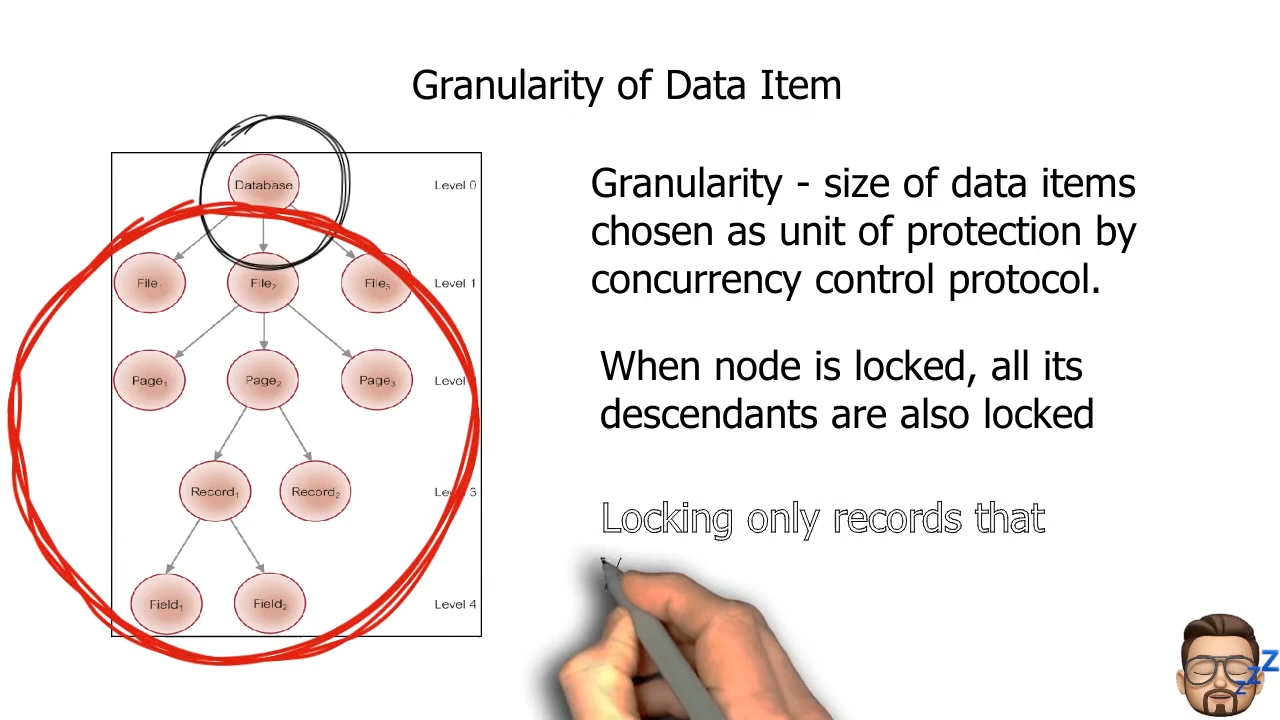 Granularity of Data Item
Database
Level 0
File1
File2
File3
Level 1
Page1
Page2
Page3
Level
Record1
Record2
Level 3
Field1
Field2
Level 4
Granularity - size of data items
chosen as unit of protection by
concurrency control protocol.
When node is locked, all its
descendants are also locked
Locking only records that
z z Z